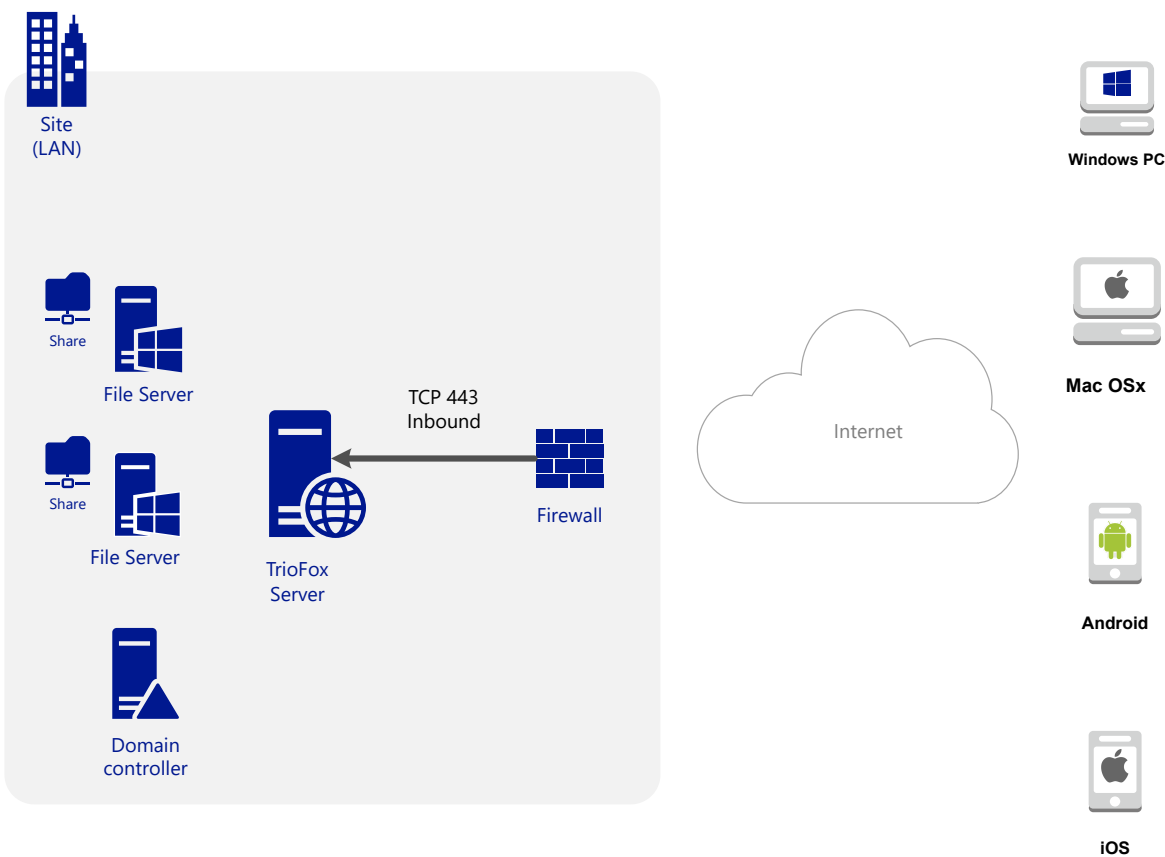 Site
(LAN)
Windows PC
Share
File Server
Mac OSx
TCP 443
Inbound
Internet
Share
File Server
Firewall
TrioFox
Server
Android
Domain
controller
iOS